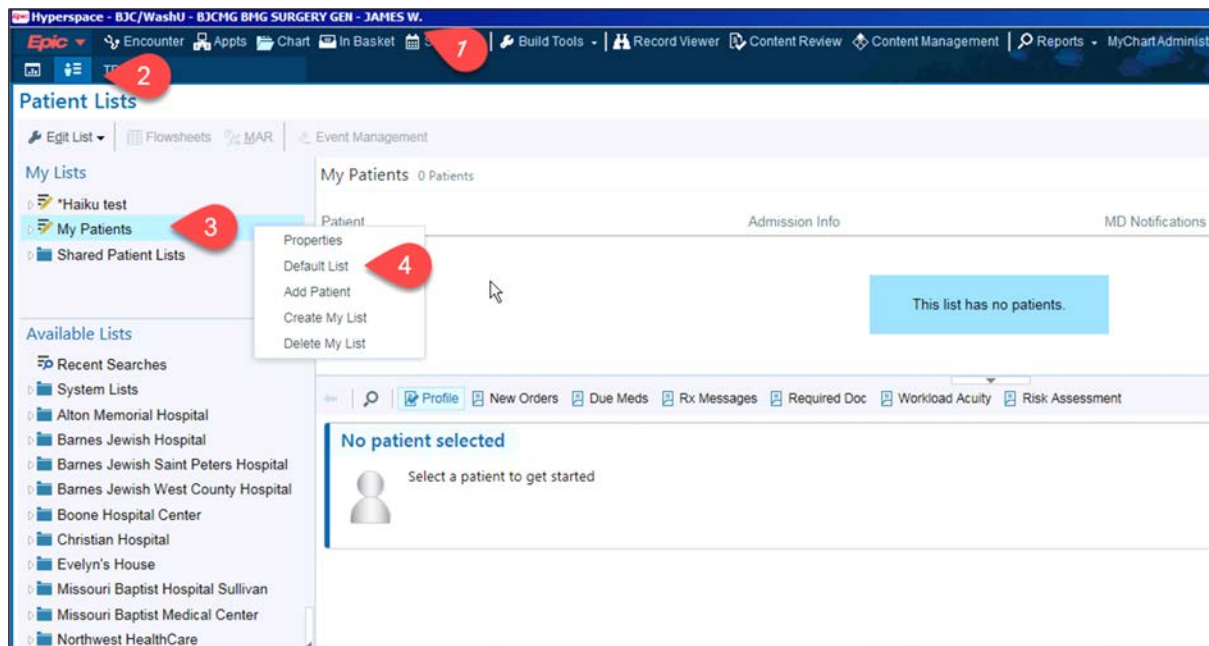 Hyperspace - BJC/WashU - BJCMG BMG SURGERY GEN - JAMES W.
Epic Encounter Appts Chart In Basket 1 Build Tools Record Viewer Content Review Content Management Reports MyChart Administ
2
Patient Lists
Edit List Flowsheets MAR Event Management
My Lists
*Haiku test
My Patients 3
Shared Patient Lists
My Patients 0 Patients
Patient Admission Info MD Notifications
Properties
Default List 4
Add Patient
Create My List
Delete My List
This list has no patients.
Available Lists
Recent Searches
System Lists
Alton Memorial Hospital
Barnes Jewish Hospital
Barnes Jewish Saint Peters Hospital
Barnes Jewish West County Hospital
Boone Hospital Center
Christian Hospital
Evelyn's House
Missouri Baptist Hospital Sullivan
Missouri Baptist Medical Center
Northwest HealthCare
Profile New Orders Due Meds Rx Messages Required Doc Workload Acuity Risk Assessment
No patient selected
Select a patient to get started